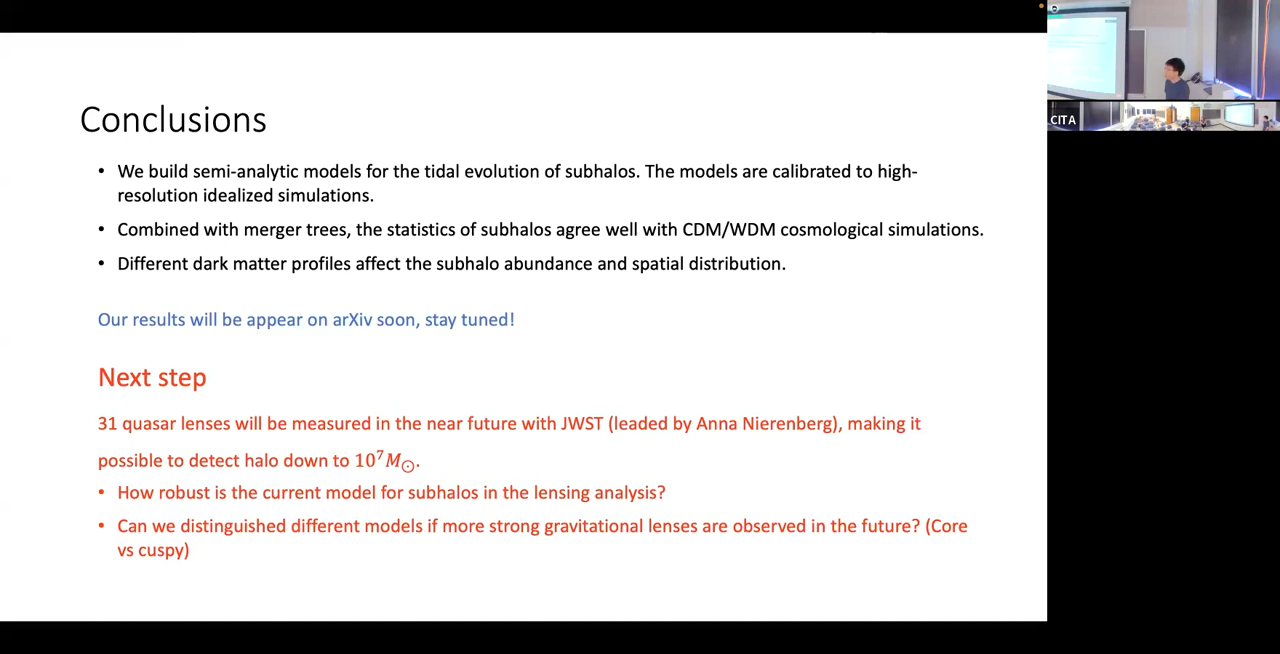 Conclusions
• We build semi-analytic models for the tidal evolution of subhalos. The models are calibrated to high-
resolution idealized simulations.
• Combined with merger trees, the statistics of subhalos agree well with CDM/WDM cosmological simulations.
• Different dark matter profiles affect the subhalo abundance and spatial distribution.
Our results will be appear on arXiv soon, stay tuned!
Next step
31 quasar lenses will be measured in the near future with JWST (leaded by Anna Nierenberg), making it
possible to detect halo down to 10⁷M☉.
• How robust is the current model for subhalos in the lensing analysis?
• Can we distinguished different models if more strong gravitational lenses are observed in the future? (Core
vs cuspy)
CITA